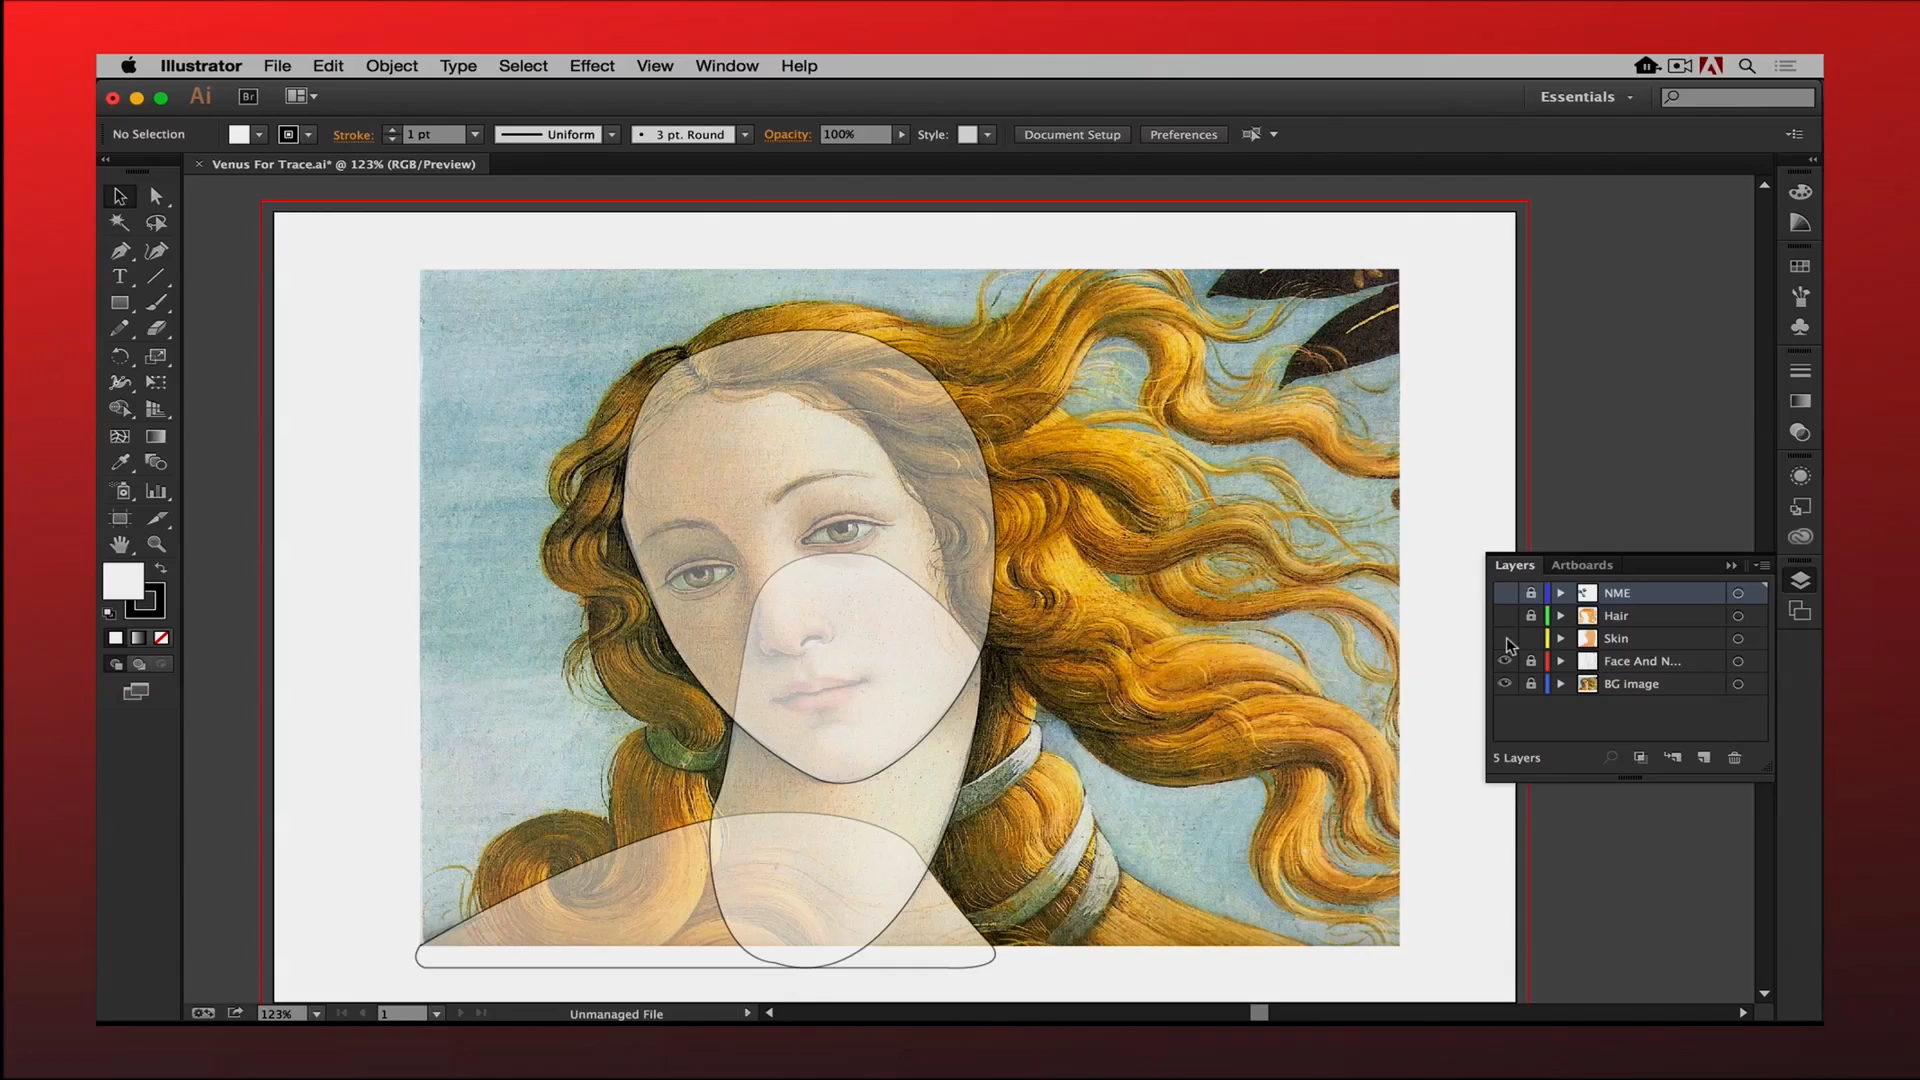 Illustrator File Edit Object Type Select Effect View Window Help
Ai Br Essentials
No Selection Stroke: 1 pt Uniform 3 pt. Round Opacity: 100% Style: Document Setup Preferences
× Venus For Trace.ai* @ 123% (RGB/Preview)
T
Layers Artboards
NME
Hair
Skin
Face And N...
BG image
5 Layers
123% 1 Unmanaged File